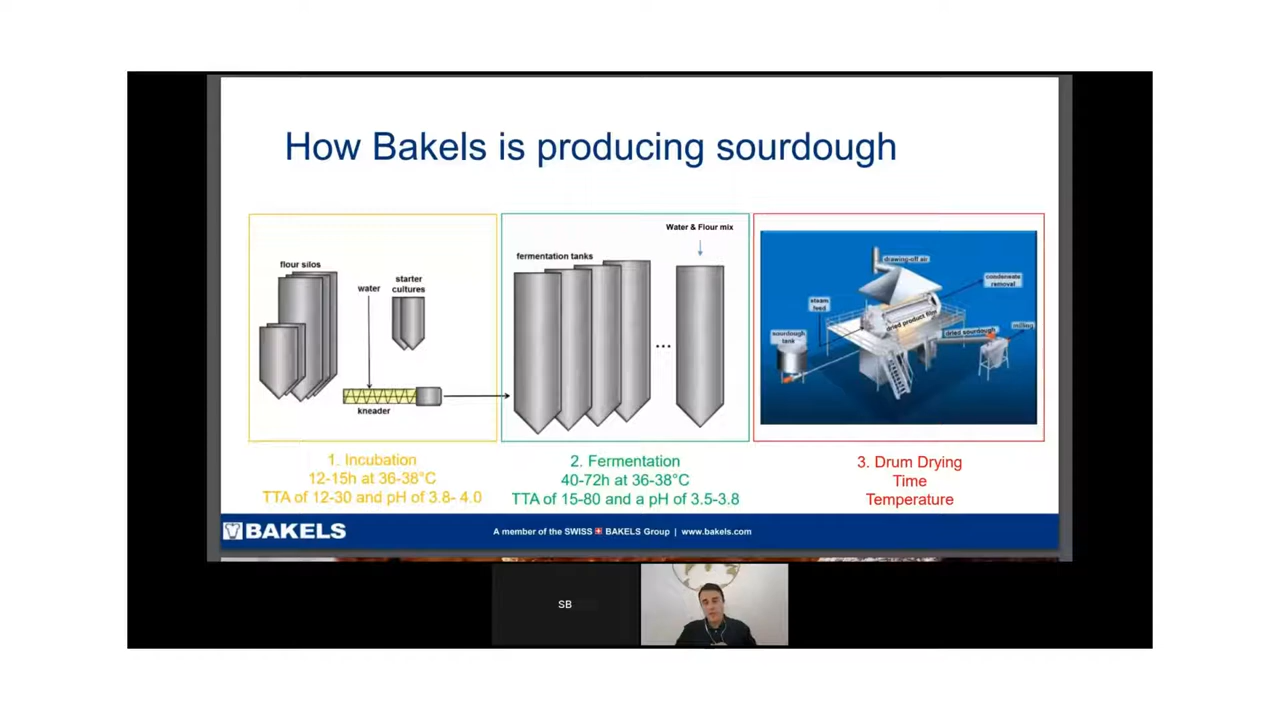 How Bakels is producing sourdough
flour silos
water
starter
cultures
kneader
1. Incubation
12-15h at 36-38°C
TTA of 12-30 and pH of 3.8- 4.0
Water & Flour mix
fermentation tanks
...
2. Fermentation
40-72h at 36-38°C
TTA of 15-80 and a pH of 3.5-3.8
drawing-off air
condensate
removal
steam
feed
dried product film
sourdough
tank
dried sourdough
milling
3. Drum Drying
Time
Temperature
BAKELS
A member of the SWISS BAKELS Group | www.bakels.com
SB